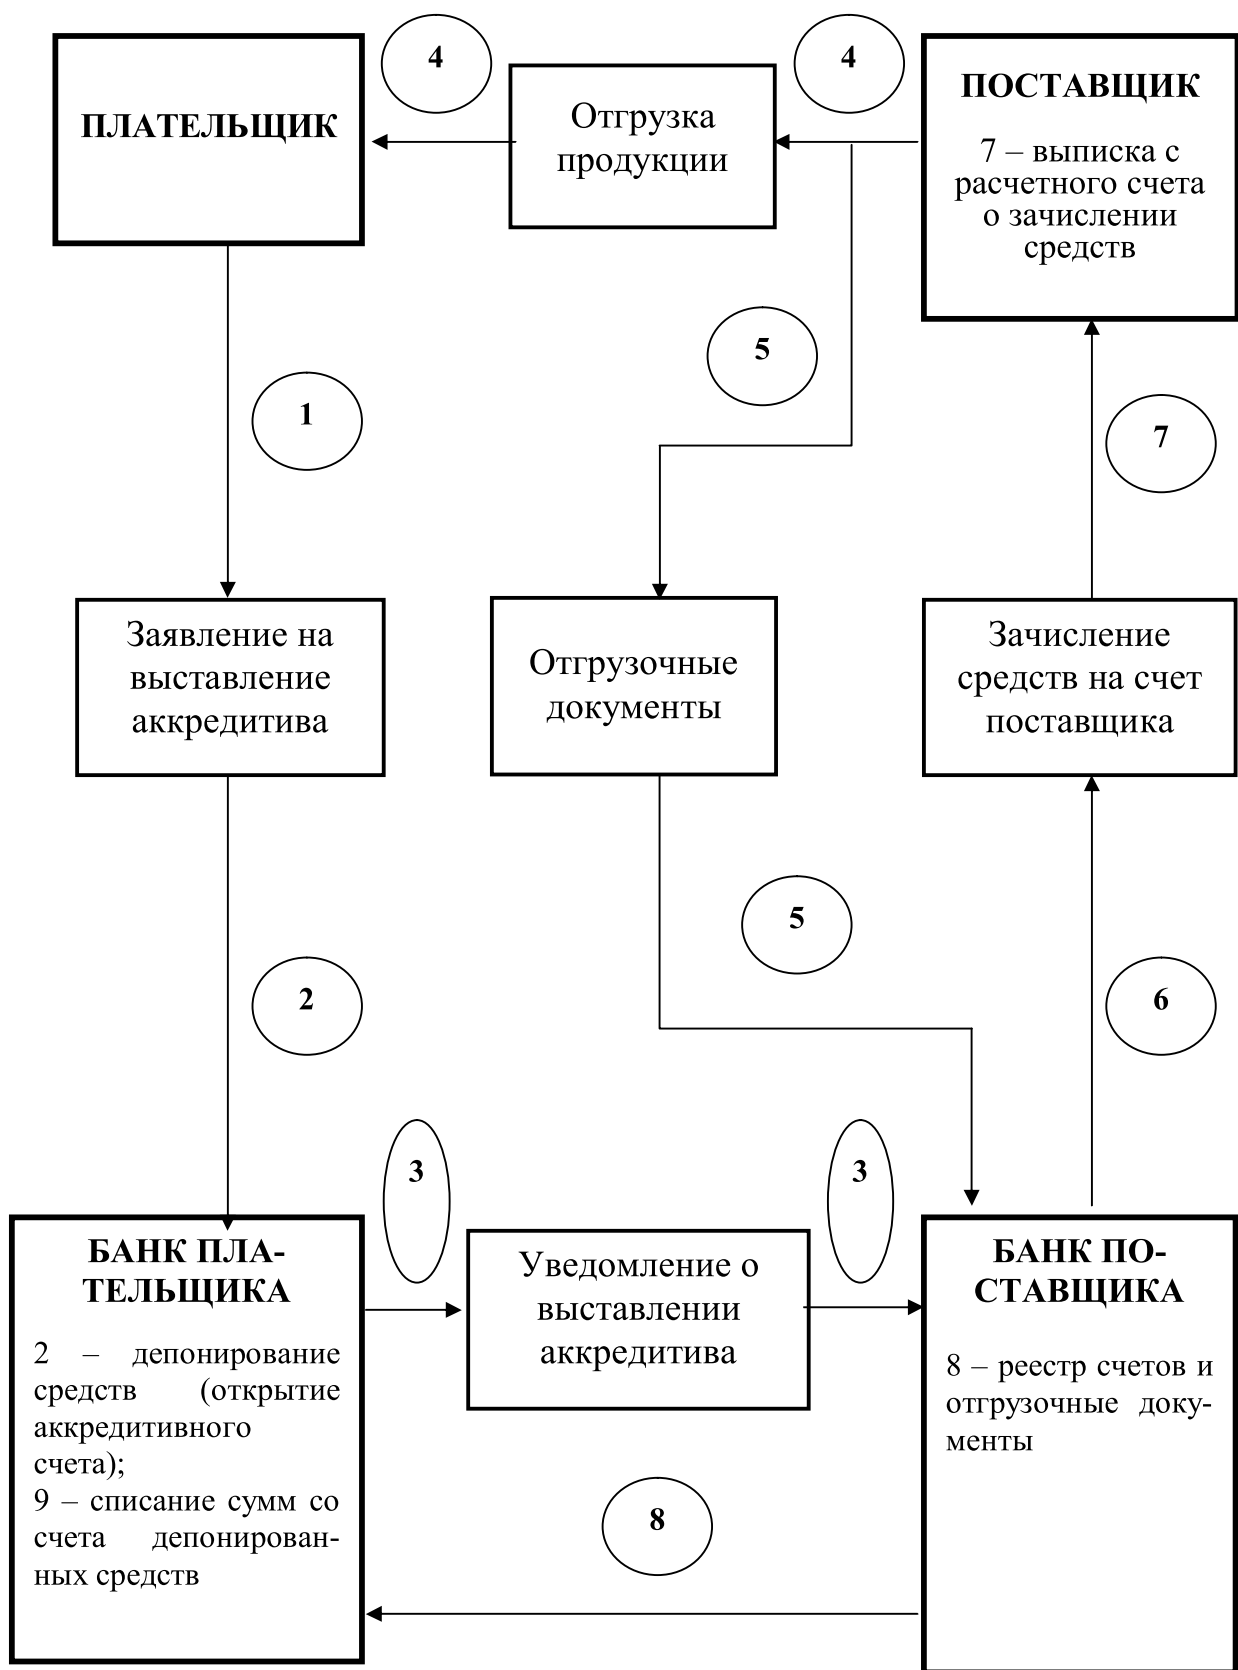 4
4
ПЛАТЕЛЬЩИК
Отгрузка
продукции
ПОСТАВЩИК
7 – выписка с
расчетного счета
о зачислении
средств
5
1
7
Заявление на
выставление
аккредитива
Отгрузочные
документы
Зачисление
средств на счет
поставщика
5
2
6
3
3
БАНК ПЛА-
ТЕЛЬЩИКА
2 – депонирование
средств (открытие
аккредитивного
счета);
9 – списание сумм со
счета депонирован-
ных средств
Уведомление о
выставлении
аккредитива
БАНК ПО-
СТАВЩИКА
8 – реестр счетов и
отгрузочные доку-
менты
8